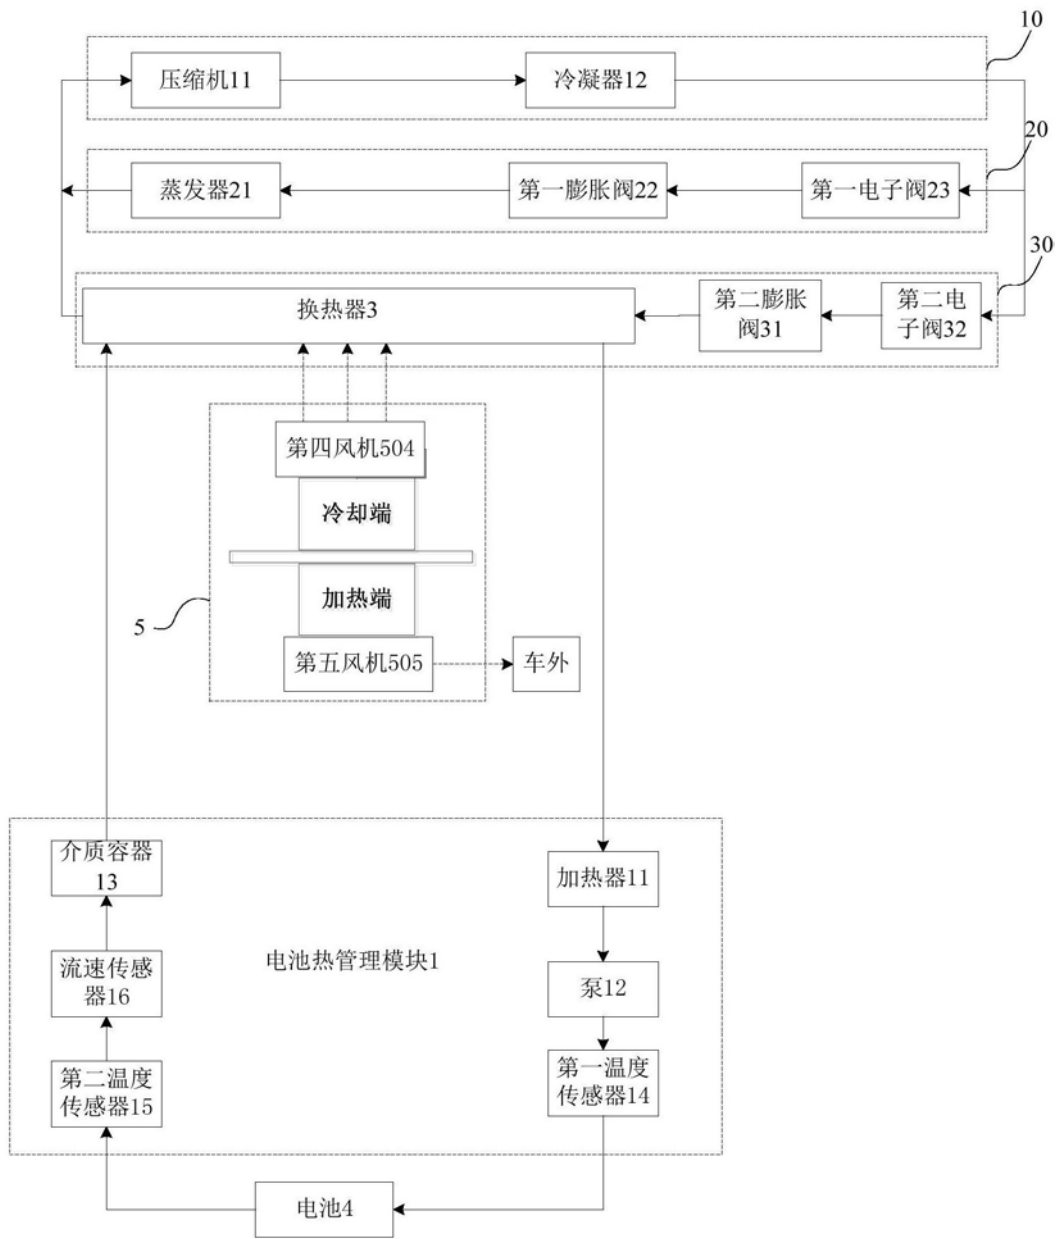 10
压缩机11
冷凝器12
20
蒸发器21
第一膨胀阀22
第一电子阀23
30
换热器3
第二膨胀
阀31
第二电
子阀32
第四风机504
冷却端
加热端
5
第五风机505
车外
介质容器
13
加热器11
流速传感
器16
电池热管理模块1
泵12
第二温度
传感器15
第一温度
传感器14
电池4